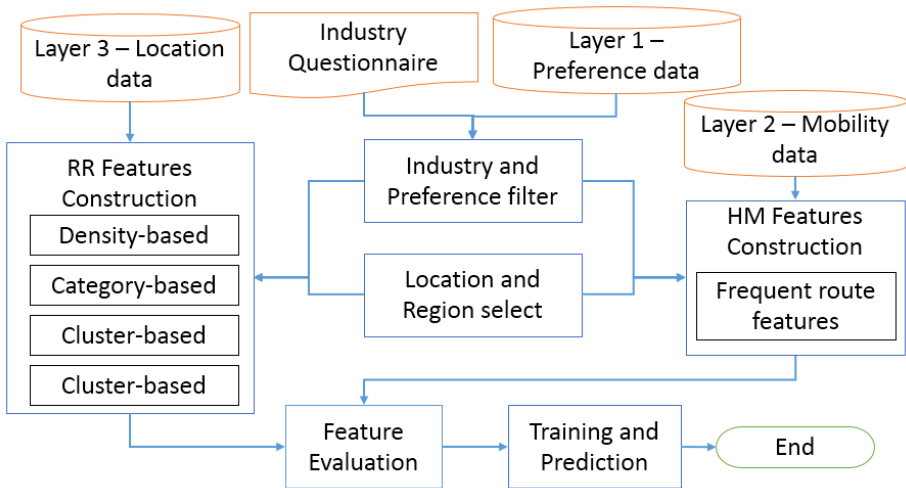 Layer 3 – Location
data
Industry
Questionnaire
Layer 1 –
Preference data
Layer 2 – Mobility
data
RR Features
Construction
Density-based
Category-based
Cluster-based
Cluster-based
Industry and
Preference filter
Location and
Region select
HM Features
Construction
Frequent route
features
Feature
Evaluation
Training and
Prediction
End